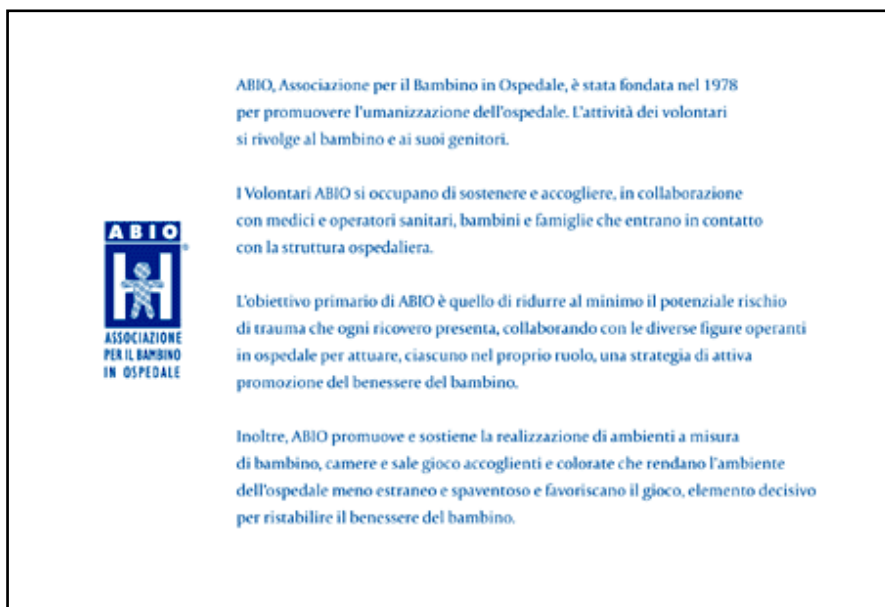 ABIO, Associazione per il Bambino in Ospedale, è stata fondata nel 1978
per promuovere l'umanizzazione dell'ospedale. L'attività dei volontari
si rivolge al bambino e ai suoi genitori.
I Volontari ABIO si occupano di sostenere e accogliere, in collaborazione
con medici e operatori sanitari, bambini e famiglie che entrano in contatto
con la struttura ospedaliera.
L'obiettivo primario di ABIO è quello di ridurre al minimo il potenziale rischio
di trauma che ogni ricovero presenta, collaborando con le diverse figure operanti
in ospedale per attuare, ciascuno nel proprio ruolo, una strategia di attiva
promozione del benessere del bambino.
Inoltre, ABIO promuove e sostiene la realizzazione di ambienti a misura
di bambino, camere e sale gioco accoglienti e colorate che rendano l'ambiente
dell'ospedale meno estraneo e spaventoso e favoriscano il gioco, elemento decisivo
per ristabilire il benessere del bambino.
ABIO
H
®
ASSOCIAZIONE
PER IL BAMBINO
IN OSPEDALE